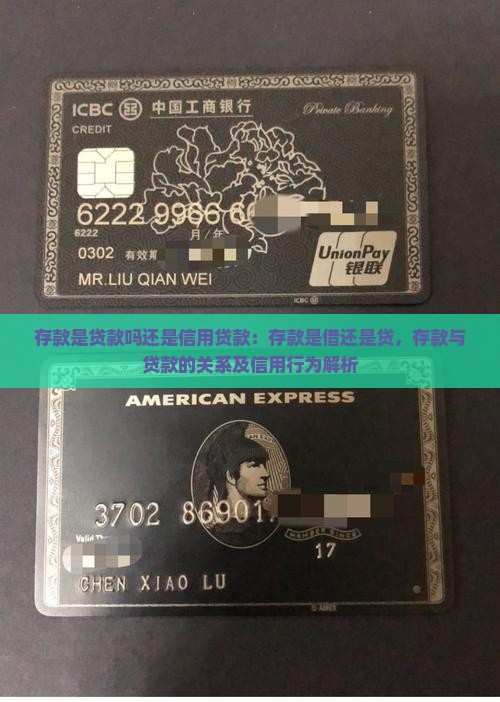 ICBC 中国工商银行
Private Banking
CREDIT
6222 9966 6
6222
月/年
0302 有效期
UnionPay
银联
MR.LIU QIAN WEI
ICBC
存款是贷款吗还是信用贷款：存款是借还是贷，存款与
贷款的关系及信用行为解析
AMERICAN EXPRESS
3702 86901
MEMBER SINCE
Valid Th
17
CHEN XIAO LU
© AMEX